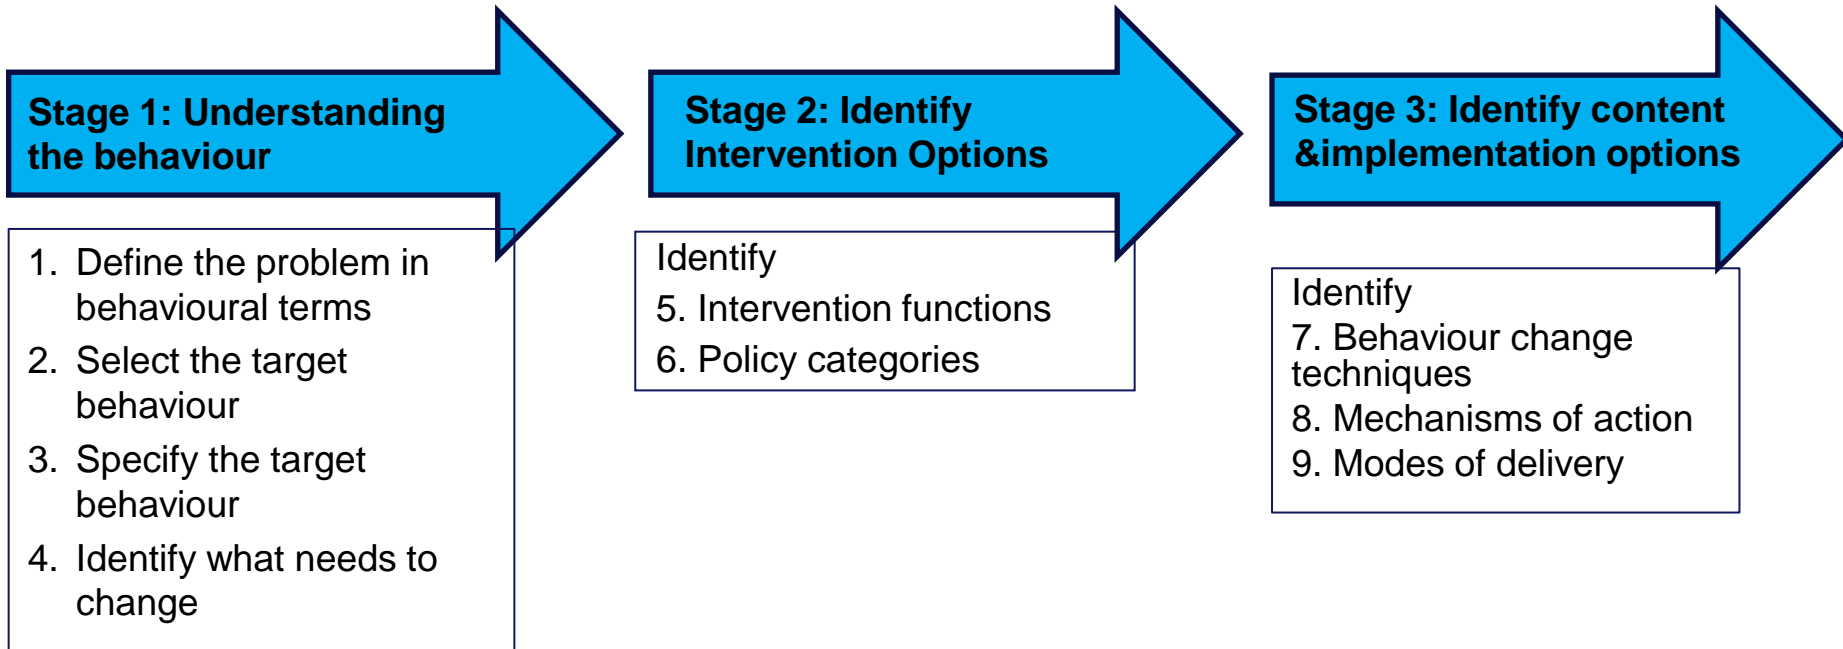 Stage 1: Understanding
the behaviour
1. Define the problem in
behavioural terms
2. Select the target
behaviour
3. Specify the target
behaviour
4. Identify what needs to
change
Stage 2: Identify
Intervention Options
Identify
5. Intervention functions
6. Policy categories
Stage 3: Identify content
&implementation options
Identify
7. Behaviour change
techniques
8. Mechanisms of action
9. Modes of delivery